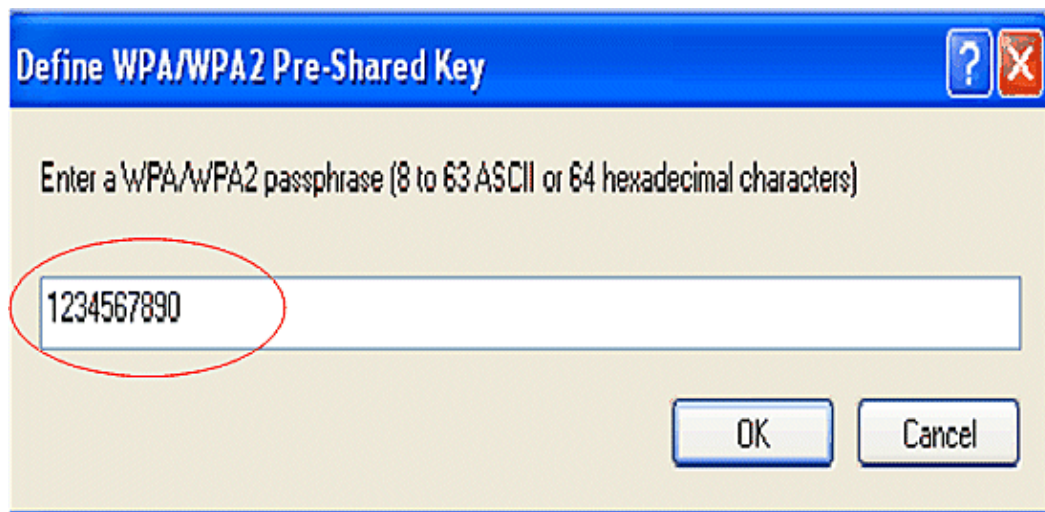 Define WPA/WPA2 Pre-Shared Key
?
X
Enter a WPA/WPA2 passphrase (8 to 63 ASCII or 64 hexadecimal characters)
1234567890
OK
Cancel